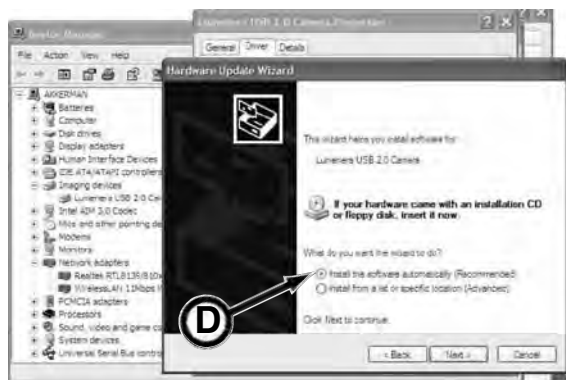 Device Manager
File Action View Help
AKKERMAN
Batteries
Computer
Disk drives
Display adapters
Human Interface Devices
IDE ATA/ATAPI controllers
Imaging devices
Lumenera USB 2.0 Ca
Intel AIM 3.0 Codec
Mice and other pointing de
Modems
Monitors
Network adapters
Realtek RTL8139/810x
WirelessLAN 11Mbps
PCMCIA adapters
Processors
Sound, video and game co
System devices
Universal Serial Bus contro
Lumenera USB 2.0 Camera Properties
General Driver Details
Hardware Update Wizard
This wizard helps you install software for:
Lumenera USB 2.0 Camera
If your hardware came with an installation CD
or floppy disk, insert it now.
What do you want the wizard to do?
Install the software automatically (Recommended)
Install from a list or specific location (Advanced)
Click Next to continue.
< Back Next > Cancel
D